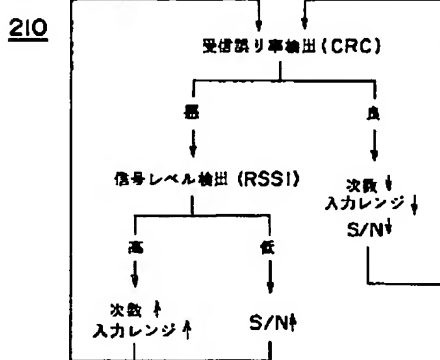 210
受信誤り率検出(CRC)
悪
良
信号レベル検出(RSSI)
次数↓
入力レンジ↓
S/N↓
高
低
次数↑
入力レンジ↑
S/N↑